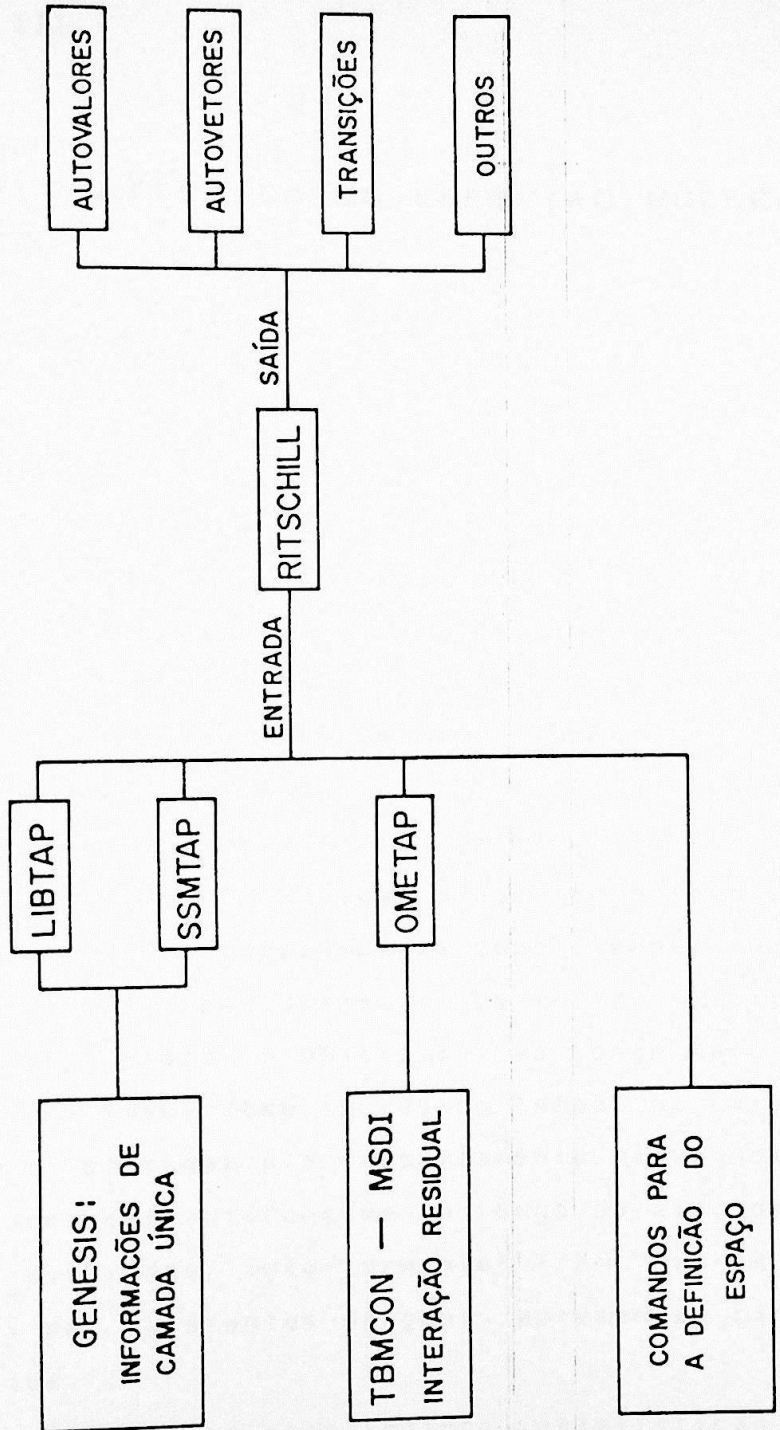 GENESIS:
INFORMAÇÕES DE
CAMADA ÚNICA
TBMCON — MSDI
INTERAÇÃO RESIDUAL
COMANDOS PARA
A DEFINICÃO DO
ESPAÇO
LIBTAP
SSMTAP
OMETAP
ENTRADA
RITSCHILL
SAÍDA
AUTOVALORES
AUTOVETORES
TRANSIÇÕES
OUTROS